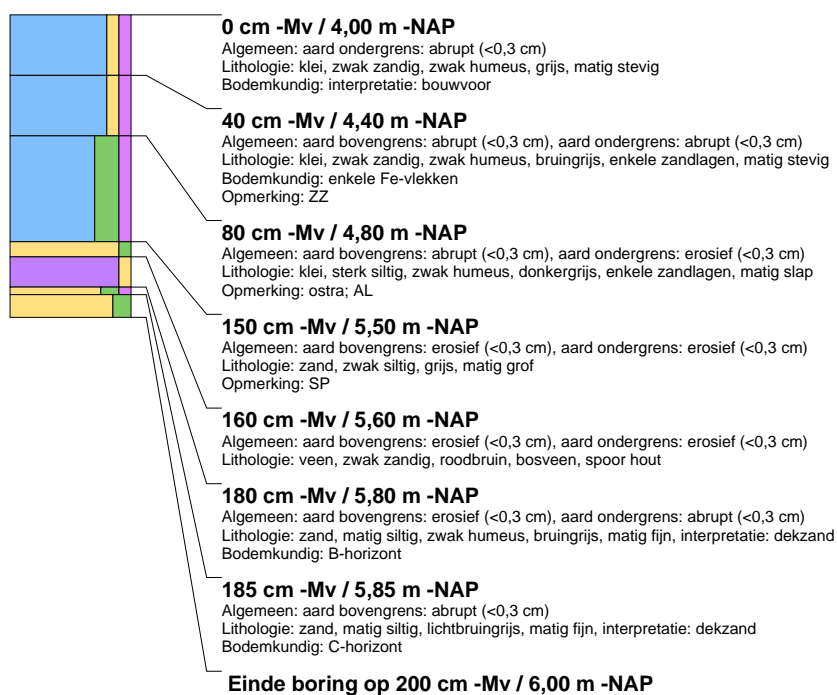 0 cm -Mv / 4,00 m -NAP
Algemeen: aard ondergrens: abrupt (<0,3 cm)
Lithologie: klei, zwak zandig, zwak humeus, grijs, matig stevig
Bodemkundig: interpretatie: bouwvoor
40 cm -Mv / 4,40 m -NAP
Algemeen: aard bovengrens: abrupt (<0,3 cm), aard ondergrens: abrupt (<0,3 cm)
Lithologie: klei, zwak zandig, zwak humeus, bruingrijs, enkele zandlagen, matig stevig
Bodemkundig: enkele Fe-vlekken
Opmerking: ZZ
80 cm -Mv / 4,80 m -NAP
Algemeen: aard bovengrens: abrupt (<0,3 cm), aard ondergrens: erosief (<0,3 cm)
Lithologie: klei, sterk siltig, zwak humeus, donkergrijs, enkele zandlagen, matig slap
Opmerking: ostra; AL
150 cm -Mv / 5,50 m -NAP
Algemeen: aard bovengrens: erosief (<0,3 cm), aard ondergrens: erosief (<0,3 cm)
Lithologie: zand, zwak siltig, grijs, matig grof
Opmerking: SP
160 cm -Mv / 5,60 m -NAP
Algemeen: aard bovengrens: erosief (<0,3 cm), aard ondergrens: erosief (<0,3 cm)
Lithologie: veen, zwak zandig, roodbruin, bosveen, spoor hout
180 cm -Mv / 5,80 m -NAP
Algemeen: aard bovengrens: erosief (<0,3 cm), aard ondergrens: abrupt (<0,3 cm)
Lithologie: zand, matig siltig, zwak humeus, bruingrijs, matig fijn, interpretatie: dekzand
Bodemkundig: B-horizont
185 cm -Mv / 5,85 m -NAP
Algemeen: aard bovengrens: abrupt (<0,3 cm)
Lithologie: zand, matig siltig, lichtbruingrijs, matig fijn, interpretatie: dekzand
Bodemkundig: C-horizont
Einde boring op 200 cm -Mv / 6,00 m -NAP